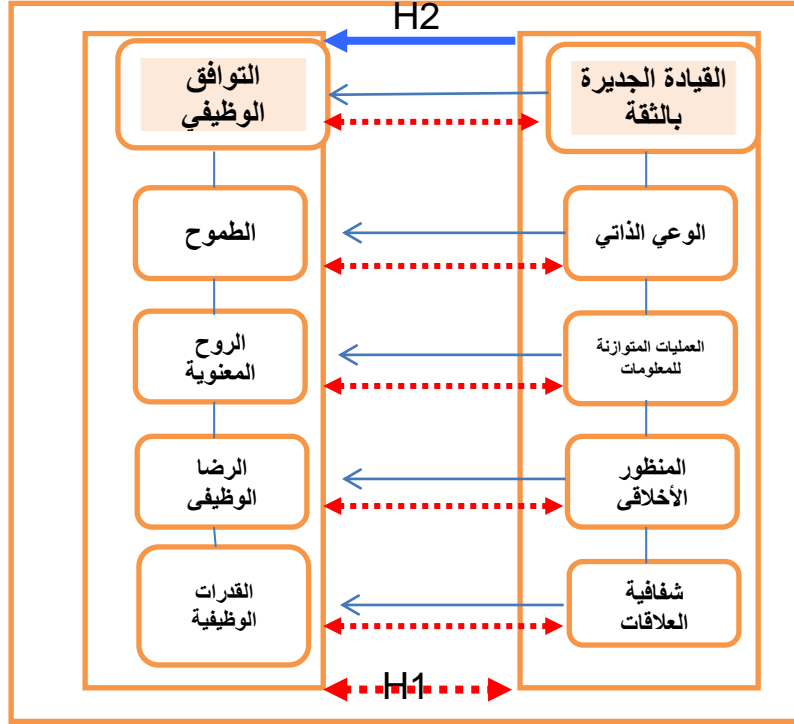 H2
القيادة الجديرة
بالثقة
التوافق
الوظيفي
الوعي الذاتي
الطموح
العمليات المتوازنة
للمعلومات
الروح
المعنوية
المنظور
الأخلاقى
الرضا
الوظيفى
شفافية
العلاقات
القدرات
الوظيفية
H1